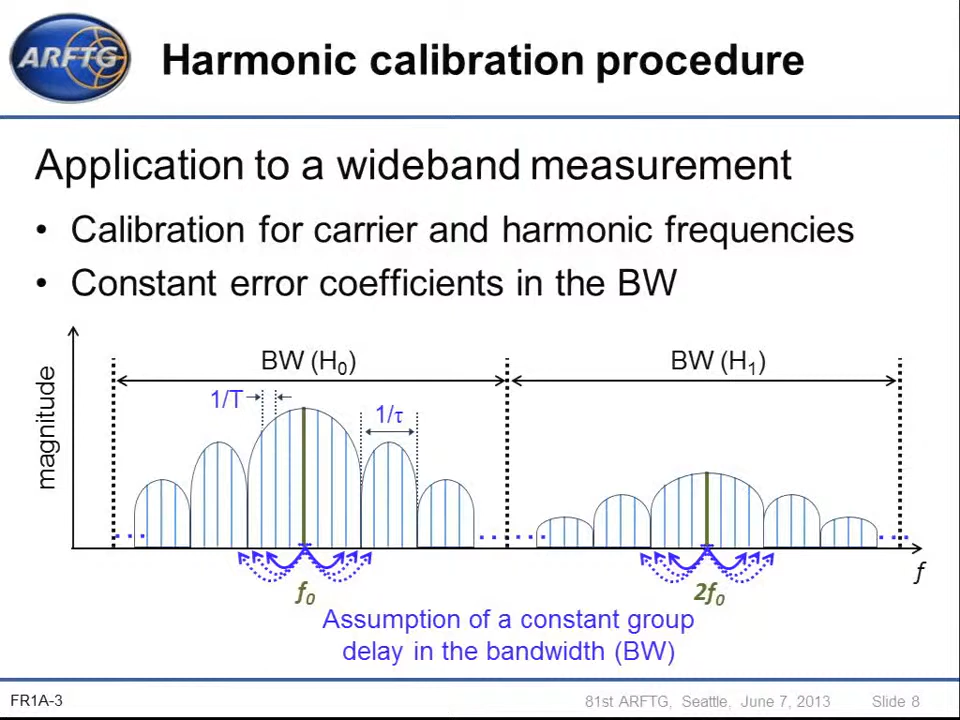 ARFTG
Harmonic calibration procedure
Application to a wideband measurement
• Calibration for carrier and harmonic frequencies
• Constant error coefficients in the BW
magnitude
BW (H₀)
BW (H₁)
1/T
1/τ
. . .
. . . . . .
. . .
f
f₀
2f₀
Assumption of a constant group
delay in the bandwidth (BW)
FR1A-3
81st ARFTG, Seattle, June 7, 2013
Slide 8